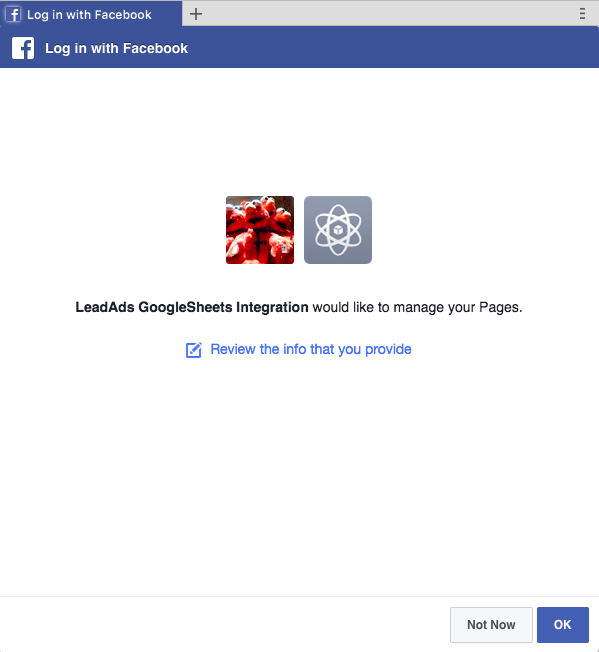 Log in with Facebook
Log in with Facebook
LeadAds GoogleSheets Integration would like to manage your Pages.
Review the info that you provide
Not Now
OK